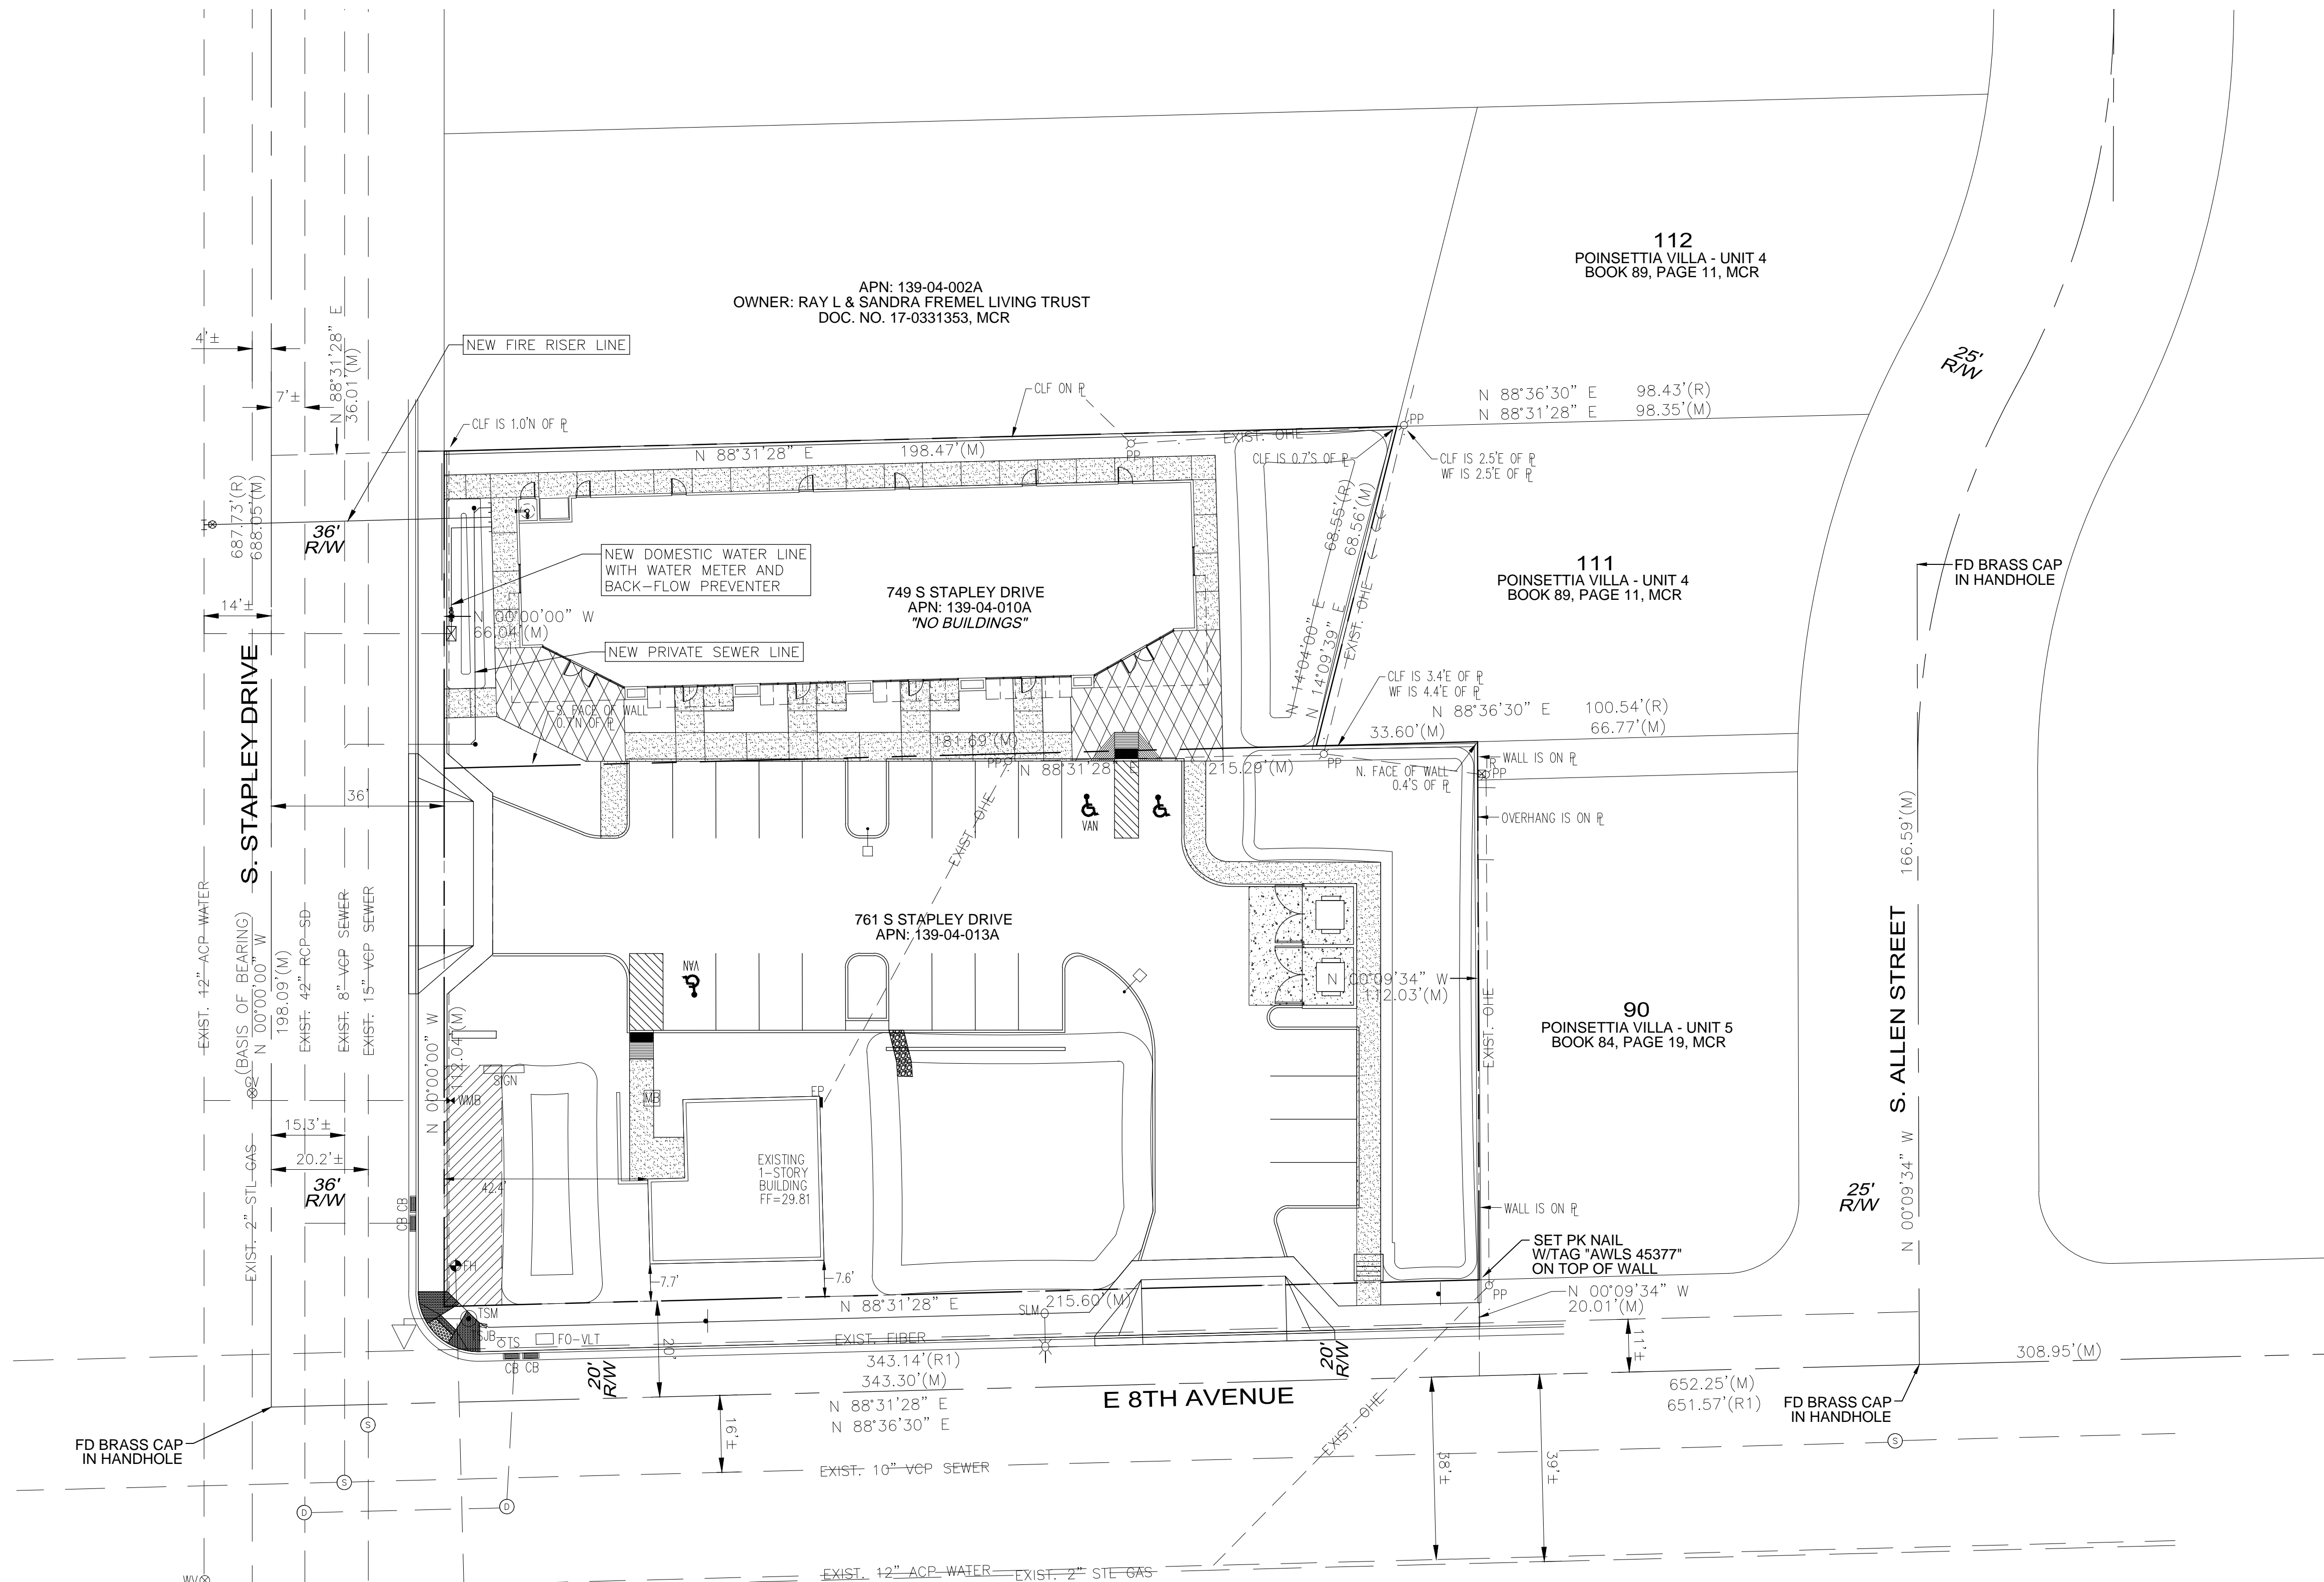 112
POINSETTIA VILLA - UNIT 4
BOOK 89, PAGE 11, MCR
APN: 139-04-002A
OWNER: RAY L & SANDRA FREMEL LIVING TRUST
DOC. NO. 17-0331353, MCR
4'±
NEW FIRE RISER LINE
N 88°31'28" E
36.01'(M)
7'±
25'
R/W
CLF ON PL
N 88°36'30" E 98.43'(R)
N 88°31'28" E 98.35'(M)
CLF IS 1.0'N OF PL
PP
EXIST. OHE
N 88°31'28" E 198.47'(M)
PP
CLF IS 0.7'S OF PL
CLF IS 2.5'E OF PL
WF IS 2.5'E OF PL
687.73'(R)
688.05'(M)
36'
R/W
68.55'(R)
68.56'(M)
N 14°04'00" E
N 14°09'39" E
EXIST. OHE
NEW DOMESTIC WATER LINE
WITH WATER METER AND
BACK-FLOW PREVENTER
749 S STAPLEY DRIVE
APN: 139-04-010A
"NO BUILDINGS"
111
POINSETTIA VILLA - UNIT 4
BOOK 89, PAGE 11, MCR
FD BRASS CAP
IN HANDHOLE
14'±
N 00°00'00" W
66.04'(M)
NEW PRIVATE SEWER LINE
S. STAPLEY DRIVE
CLF IS 3.4'E OF PL
WF IS 4.4'E OF PL
S. FACE OF WALL
0.7'N OF PL
N 88°36'30" E 100.54'(R)
33.60'(M) 66.77'(M)
181.69'(M)
PP
N 88°31'28" E 215.29'(M)
PP
N. FACE OF WALL
0.4'S OF PL
WALL IS ON PL
TR
PP
36'
VAN
OVERHANG IS ON PL
EXIST. OHE
166.59'(M)
761 S STAPLEY DRIVE
APN: 139-04-013A
EXIST. 12" ACP WATER
(BASIS OF BEARING)
N 00°00'00" W
198.09'(M)
EXIST. 42" RCP SD
EXIST. 8" VCP SEWER
EXIST. 15" VCP SEWER
VAN
N 00°09'34" W
112.03'(M)
EXIST. OHE
90
POINSETTIA VILLA - UNIT 5
BOOK 84, PAGE 19, MCR
S. ALLEN STREET
N 00°00'00" W
112.04'(M)
GV
SIGN
WMB
MB
EP
15.3'±
20.2'±
36'
R/W
EXIST. 2" STL GAS
42.4'
EXISTING
1-STORY
BUILDING
FF=29.81
N 00°09'34" W
25'
R/W
CB CB
WALL IS ON PL
FH
7.7'
7.6'
SET PK NAIL
W/TAG "AWLS 45377"
ON TOP OF WALL
PP
N 00°09'34" W
20.01'(M)
N 88°31'28" E 215.60'(M)
SLM
TSM
SJB
TS
FO-VLT
EXIST. FIBER
CB CB
20'
R/W
20'
343.14'(R1)
343.30'(M)
N 88°31'28" E
N 88°36'30" E
E 8TH AVENUE
20'
R/W
11'±
308.95'(M)
652.25'(M)
651.57'(R1)
FD BRASS CAP
IN HANDHOLE
FD BRASS CAP
IN HANDHOLE
16'±
EXIST. OHE
38'±
39'±
S
S
S
D
D
EXIST. 10" VCP SEWER
WV
EXIST. 12" ACP WATER
EXIST. 2" STL GAS